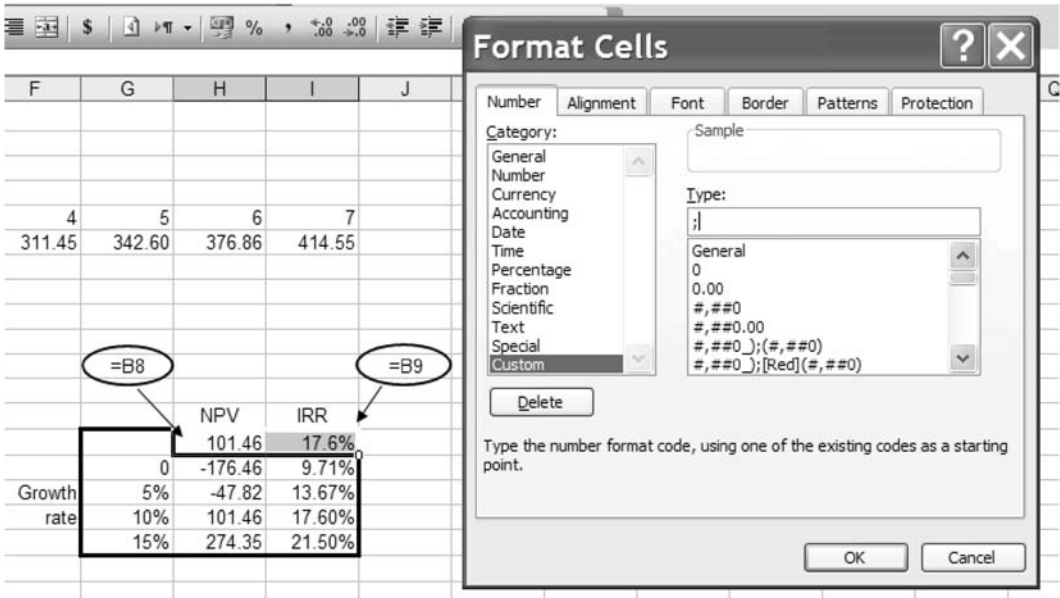 $ % , .00 .00
Format Cells
F G H I J Q
Number Alignment Font Border Patterns Protection
Category:
General
Number
Currency
Accounting
Date
Time
Percentage
Fraction
Scientific
Text
Special
Custom
Sample
Type:
;
General
0
0.00
#,##0
#,##0.00
#,##0_);(#,##0)
#,##0_);[Red](#,##0)
Delete
Type the number format code, using one of the existing codes as a starting
point.
OK Cancel
4 5 6 7
311.45 342.60 376.86 414.55
=B8 =B9
NPV IRR
101.46 17.6%
0 -176.46 9.71%
Growth 5% -47.82 13.67%
rate 10% 101.46 17.60%
15% 274.35 21.50%